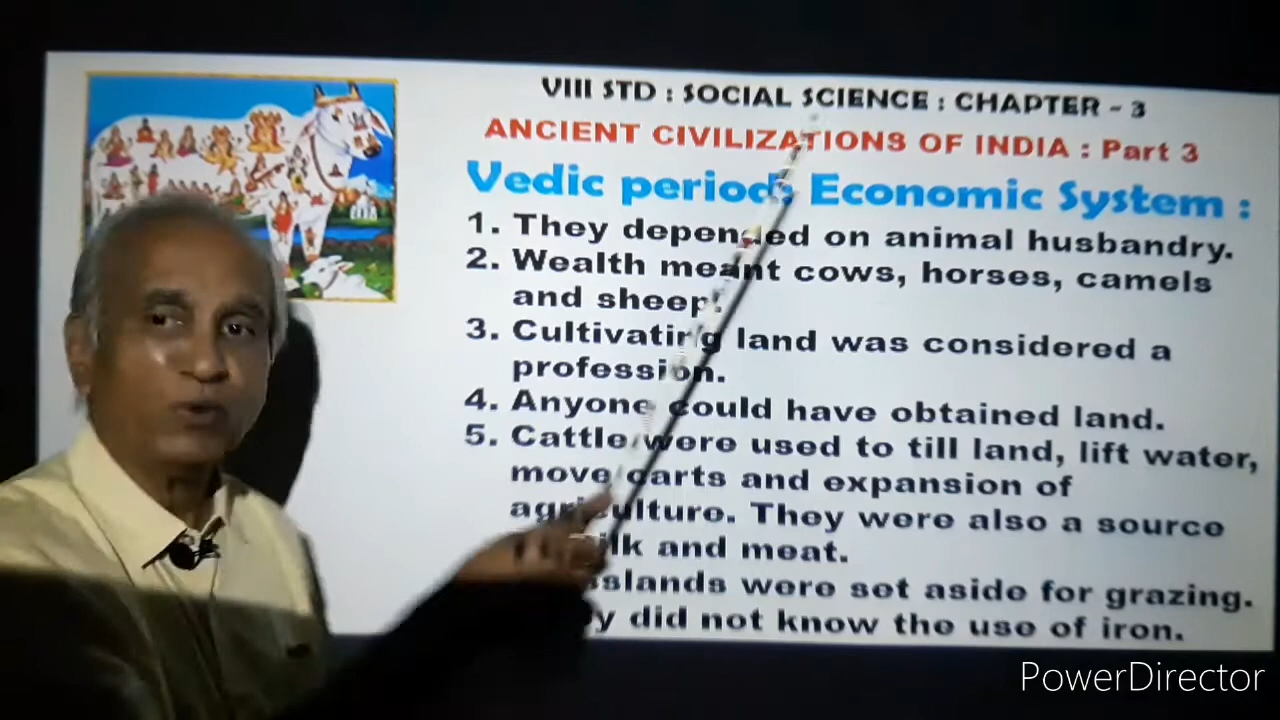 VIII STD : SOCIAL SCIENCE : CHAPTER - 3
ANCIENT CIVILIZATIONS OF INDIA : Part 3
Vedic period: Economic System :
1. They depended on animal husbandry.
2. Wealth meant cows, horses, camels
and sheep.
3. Cultivating land was considered a
profession.
4. Anyone could have obtained land.
5. Cattle were used to till land, lift water,
move carts and expansion of
agriculture. They were also a source
and meat.
were set aside for grazing.
did not know the use of iron.
PowerDirector